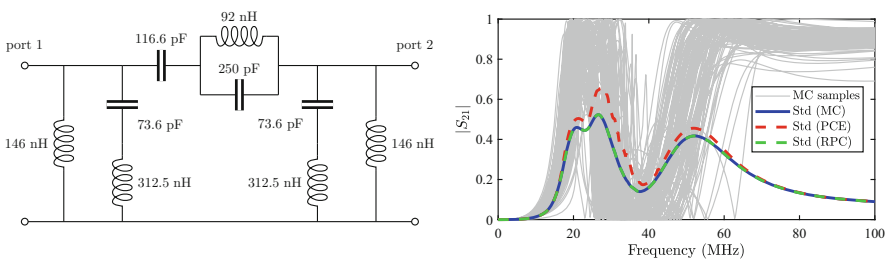 92 nH
port 1
116.6 pF
port 2
250 pF
73.6 pF
73.6 pF
146 nH
146 nH
312.5 nH
312.5 nH
1
0.8
0.6
0.4
0.2
0
|S21|
MC samples
Std (MC)
Std (PCE)
Std (RPC)
0 20 40 60 80 100
Frequency (MHz)